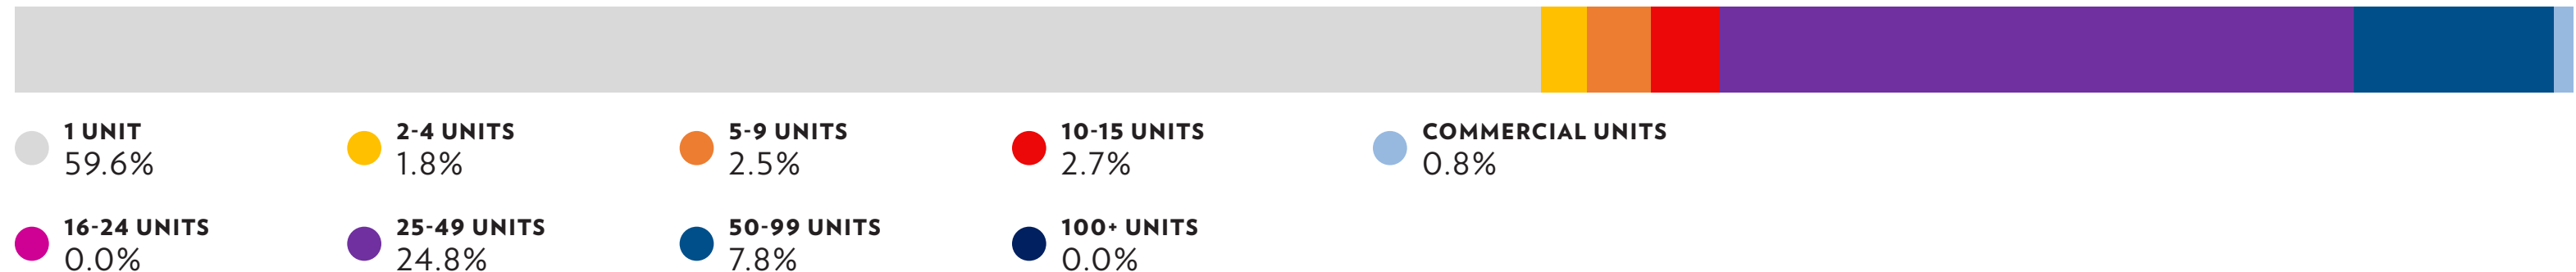 1 UNIT
59.6%
2-4 UNITS
1.8%
5-9 UNITS
2.5%
10-15 UNITS
2.7%
COMMERCIAL UNITS
0.8%
16-24 UNITS
0.0%
25-49 UNITS
24.8%
50-99 UNITS
7.8%
100+ UNITS
0.0%